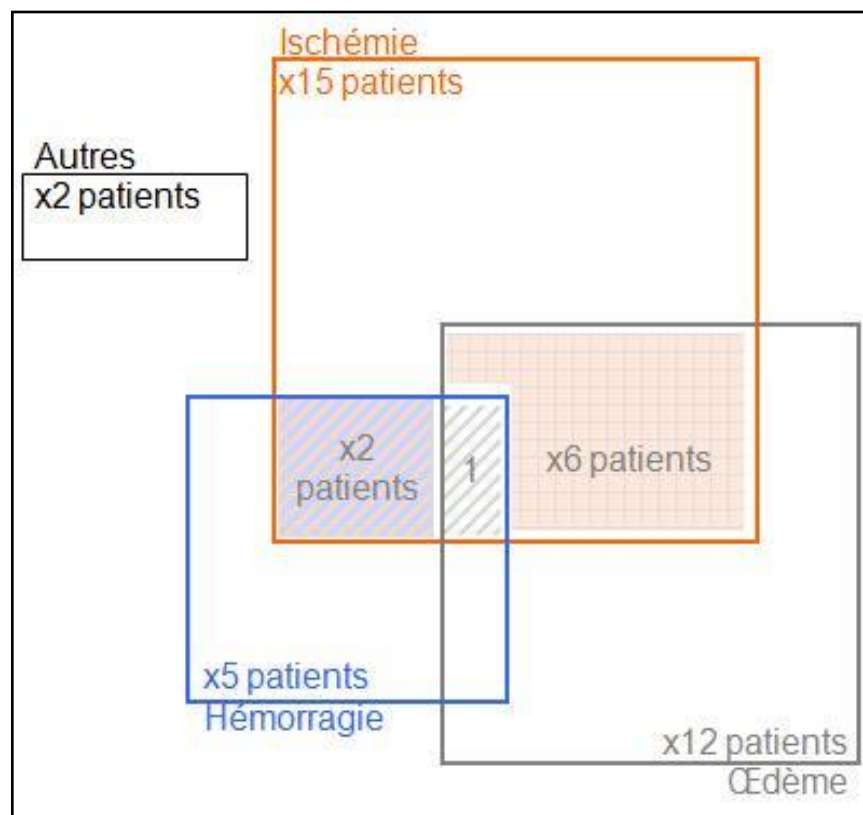 Ischémie
x15 patients
Autres
x2 patients
x2
patients
1
x6 patients
x5 patients
Hémorragie
x12 patients
Œdème